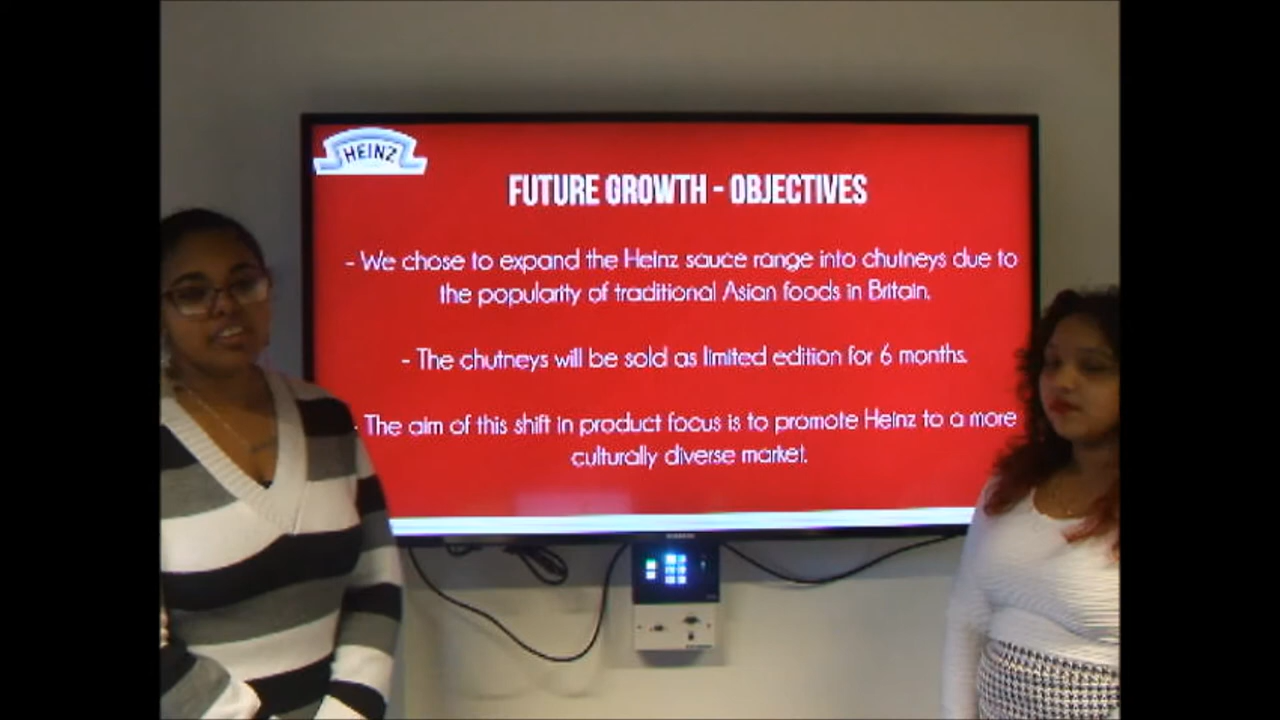 HEINZ
FUTURE GROWTH - OBJECTIVES
- We chose to expand the Heinz sauce range into chutneys due to
the popularity of traditional Asian foods in Britain.
- The chutneys will be sold as limited edition for 6 months.
- The aim of this shift in product focus is to promote Heinz to a more
culturally diverse market.